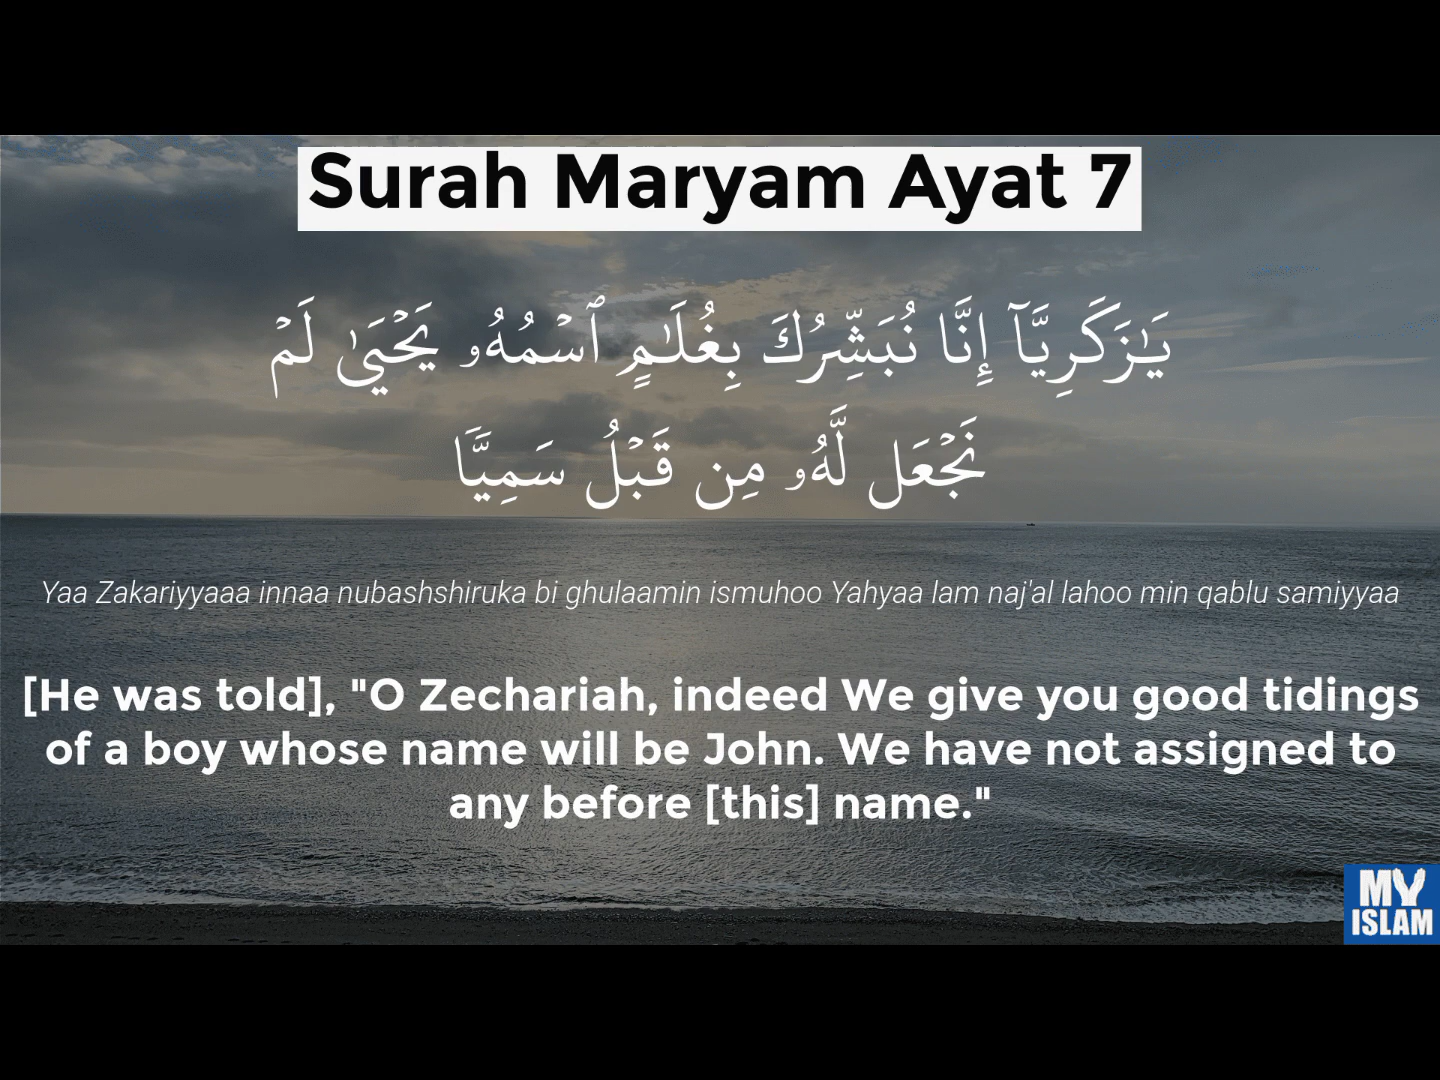 Surah Maryam Ayat 7
يَـٰزَكَرِيَّآ إِنَّا نُبَشِّرُكَ بِغُلَـٰمٍ ٱسْمُهُۥ يَحْيَىٰ لَمْ
نَجْعَل لَّهُۥ مِن قَبْلُ سَمِيًّا
Yaa Zakariyyaaa innaa nubashshiruka bi ghulaamin ismuhoo Yahyaa lam naj'al lahoo min qablu samiyyaa
[He was told], "O Zechariah, indeed We give you good tidings
of a boy whose name will be John. We have not assigned to
any before [this] name."
MY
ISLAM